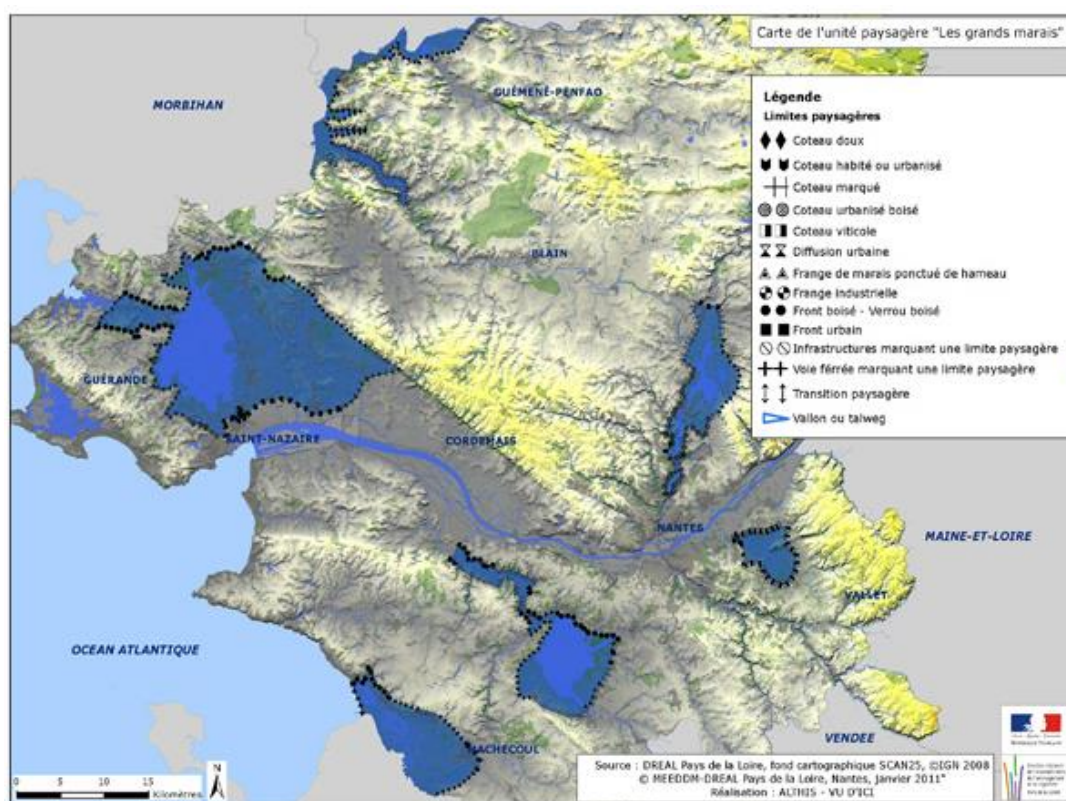 Carte de l'unité paysagère "Les grands marais"
MORBIHAN
GUÉMENÉ-PENFAO
Légende
Limites paysagères
Coteau doux
Coteau habité ou urbanisé
Coteau marqué
Coteau urbanisé boisé
Coteau viticole
Diffusion urbaine
Frange de marais ponctué de hameau
Frange industrielle
Front boisé - Verrou boisé
Front urbain
Infrastructures marquant une limite paysagère
Voie férrée marquant une limite paysagère
Transition paysagère
Vallon ou talweg
BLAIN
GUÉRANDE
SAINT-NAZAIRE
CORDEMAIS
NANTES
MAINE-ET-LOIRE
VALLET
OCEAN ATLANTIQUE
VENDEE
MACHECOUL
0 5 10 15
Kilomètres
N
Source : DREAL Pays de la Loire, fond cartographique SCAN25, ©IGN 2008
© MEEDDM-DREAL Pays de la Loire, Nantes, janvier 2011"
Réalisation : ALTHIS - VU D'ICI